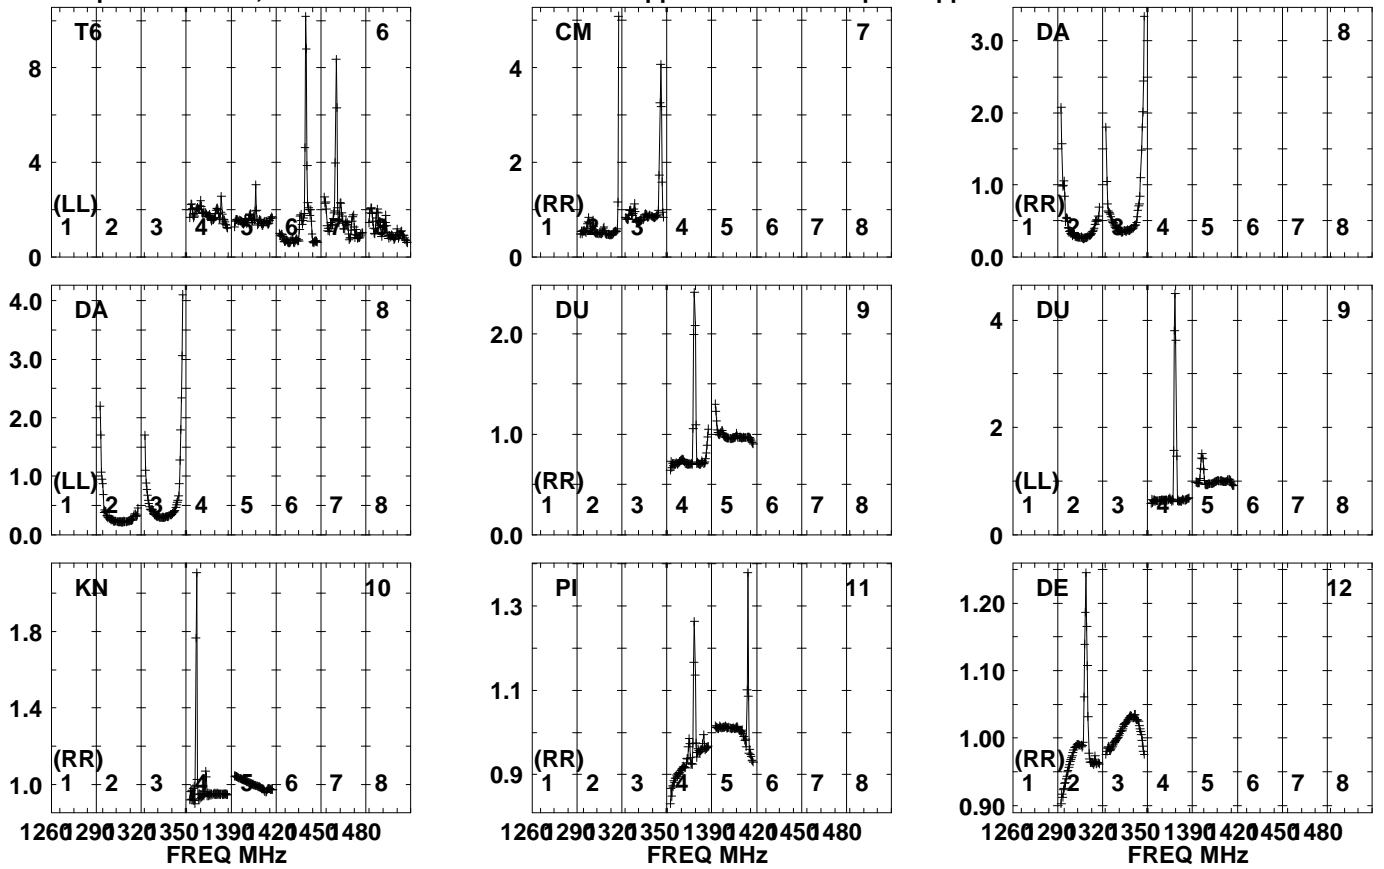 T6 6
8
4
(LL)
1 2 3 4 5 6 7 8
0
CM 7
4
2
(RR)
1 2 3 4 5 6 7 8
0
DA 8
3.0
2.0
1.0
(RR)
1 2 3 4 5 6 7 8
0.0
DA 8
4.0
3.0
2.0
1.0
(LL)
1 2 3 4 5 6 7 8
0.0
DU 9
2.0
1.0
(RR)
1 2 3 4 5 6 7 8
0.0
DU 9
4
2
(LL)
1 2 3 4 5 6 7 8
0
KN 10
1.8
1.4
(RR)
1.0 1 2 3 4 5 6 7 8
1260 1290 1320 1350 1390 1420 1450 1480
FREQ MHz
PI 11
1.3
1.1
(RR)
0.9 1 2 3 4 5 6 7 8
1260 1290 1320 1350 1390 1420 1450 1480
FREQ MHz
DE 12
1.20
1.10
1.00
(RR)
1 2 3 4 5 6 7 8
0.90
1260 1290 1320 1350 1390 1420 1450 1480
FREQ MHz